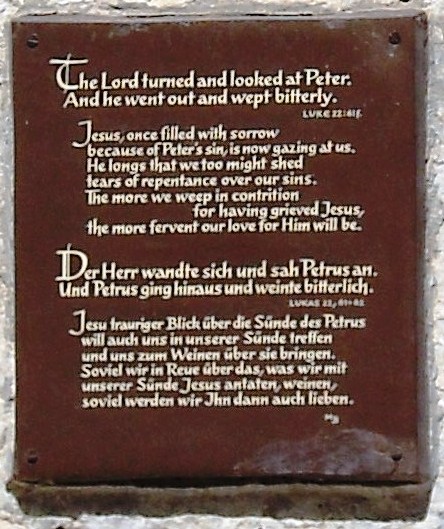 The Lord turned and looked at Peter.
And he went out and wept bitterly.
LUKE 22:61f.
Jesus, once filled with sorrow
because of Peter's sin, is now gazing at us.
He longs that we too might shed
tears of repentance over our sins.
The more we weep in contrition
for having grieved Jesus,
the more fervent our love for Him will be.
Der Herr wandte sich und sah Petrus an.
Und Petrus ging hinaus und weinte bitterlich.
LUKAS 22, 61+62
Jesu trauriger Blick über die Sünde des Petrus
will auch uns in unserer Sünde treffen
und uns zum Weinen über sie bringen.
Soviel wir in Reue über das, was wir mit
unserer Sünde Jesus antaten, weinen,
soviel werden wir Ihn dann auch lieben.